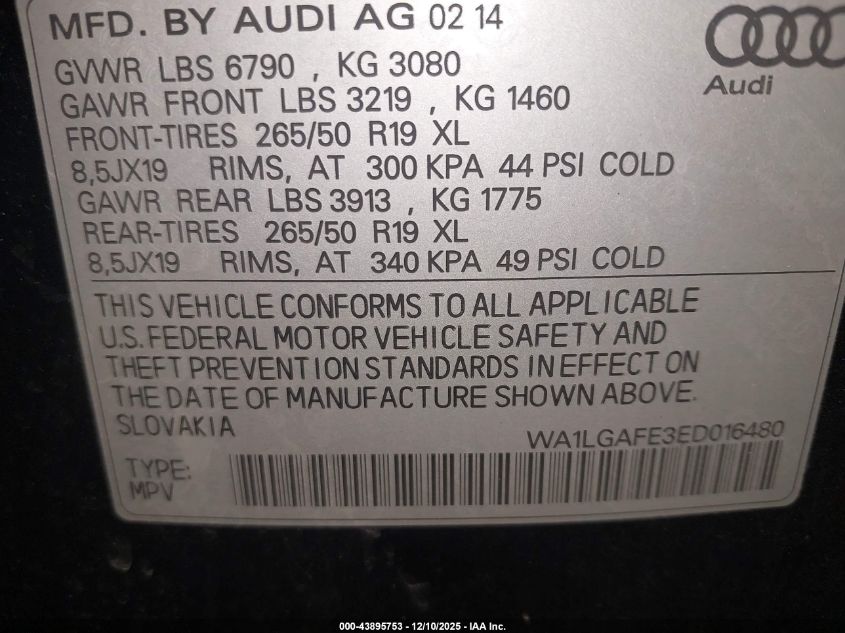 MFD. BY AUDI AG 02 14
Audi
GVWR LBS 6790 , KG 3080
GAWR FRONT LBS 3219 , KG 1460
FRONT-TIRES 265/50 R19 XL
8,5JX19 RIMS, AT 300 KPA 44 PSI COLD
GAWR REAR LBS 3913 , KG 1775
REAR-TIRES 265/50 R19 XL
8,5JX19 RIMS, AT 340 KPA 49 PSI COLD
THIS VEHICLE CONFORMS TO ALL APPLICABLE
U.S. FEDERAL MOTOR VEHICLE SAFETY AND
THEFT PREVENTION STANDARDS IN EFFECT ON
THE DATE OF MANUFACTURE SHOWN ABOVE.
SLOVAKIA
WA1LGAFE3ED016480
TYPE:
MPV
000-43895753 - 12/10/2025 - IAA Inc.